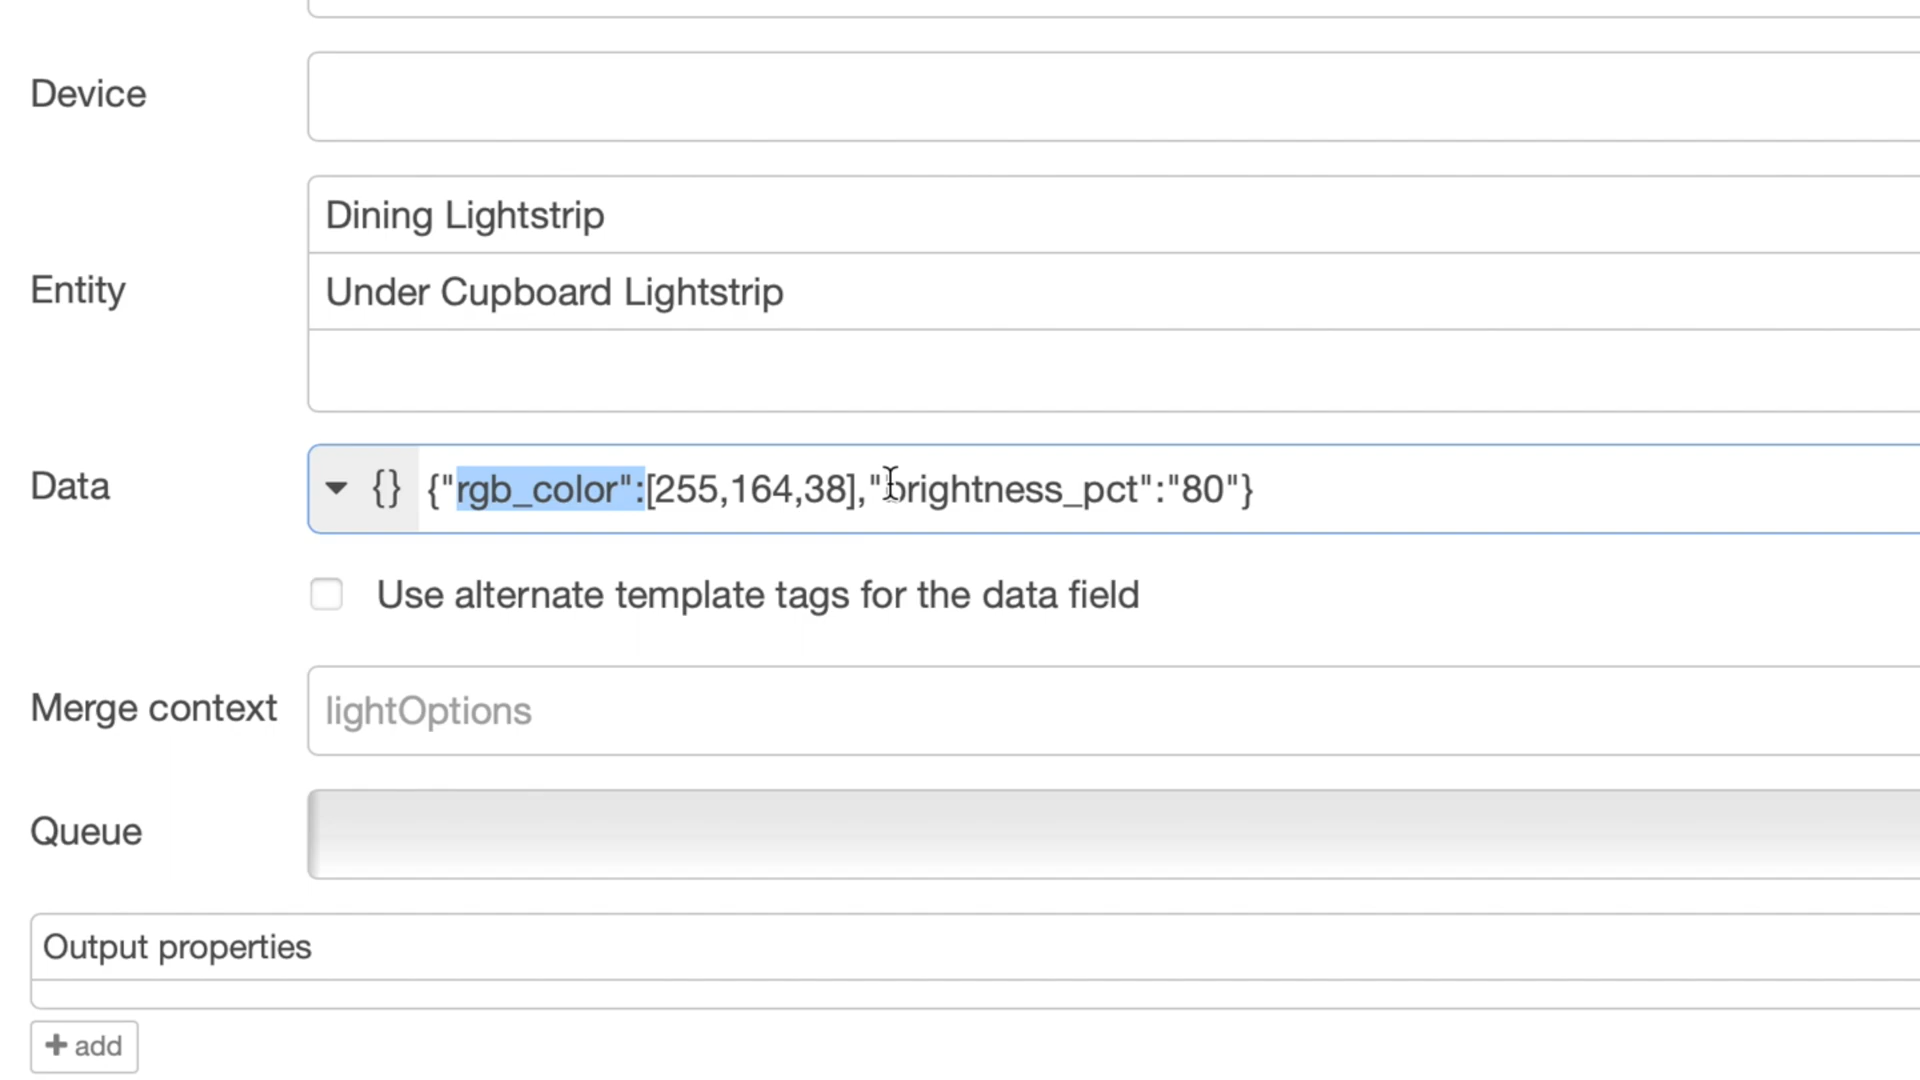 Device
Dining Lightstrip
Entity
Under Cupboard Lightstrip
Data
{} {"rgb_color":[255,164,38],"brightness_pct":"80"}
Use alternate template tags for the data field
Merge context
lightOptions
Queue
Output properties
+ add